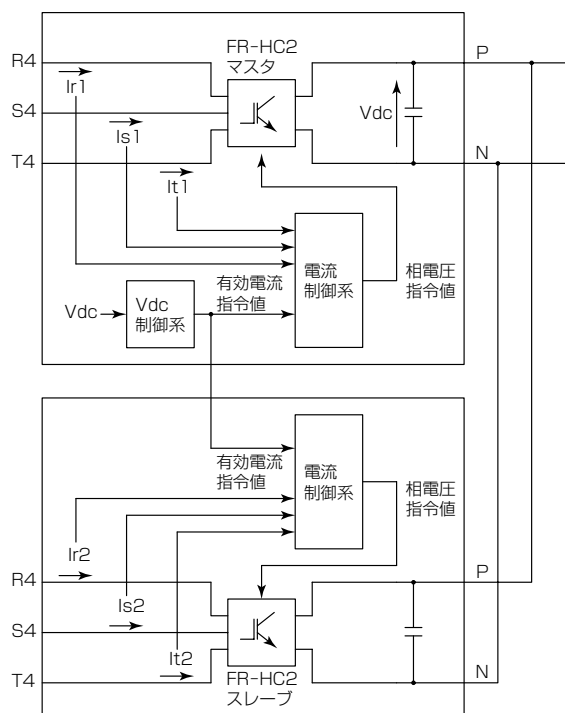 FR-HC2
マスタ
R4
Ir1
S4
Is1
T4
It1
P
Vdc
N
電流
制御系
相電圧
指令値
有効電流
指令値
Vdc
Vdc
制御系
電流
制御系
有効電流
指令値
相電圧
指令値
Ir2
R4
Is2
S4
It2
T4
P
N
FR-HC2
スレーブ